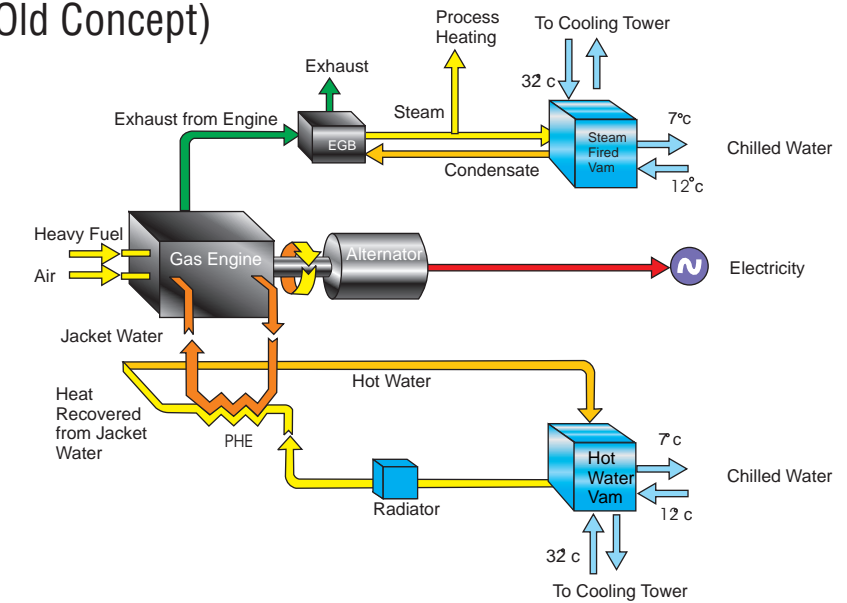 Old Concept)
Process
Heating
To Cooling Tower
Exhaust
32°c
Exhaust from Engine
Steam
7°c
EGB
Steam
Fired
Vam
Chilled Water
Condensate
12°c
Heavy Fuel
Gas Engine
Alternator
Air
Electricity
Jacket Water
Hot Water
Heat
Recovered
from Jacket
Water
PHE
7°c
Hot
Water
Vam
Chilled Water
Radiator
12°c
32°c
To Cooling Tower